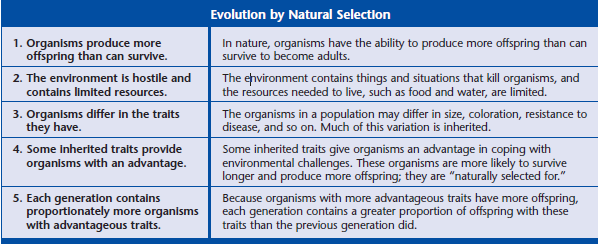 Evolution by Natural Selection
1. Organisms produce more
offspring than can survive.
In nature, organisms have the ability to produce more offspring than can
survive to become adults.
2. The environment is hostile and
contains limited resources.
The environment contains things and situations that kill organisms, and
the resources needed to live, such as food and water, are limited.
3. Organisms differ in the traits
they have.
The organisms in a population may differ in size, coloration, resistance to
disease, and so on. Much of this variation is inherited.
4. Some inherited traits provide
organisms with an advantage.
Some inherited traits give organisms an advantage in coping with
environmental challenges. These organisms are more likely to survive
longer and produce more offspring; they are “naturally selected for.”
5. Each generation contains
proportionately more organisms
with advantageous traits.
Because organisms with more advantageous traits have more offspring,
each generation contains a greater proportion of offspring with these
traits than the previous generation did.